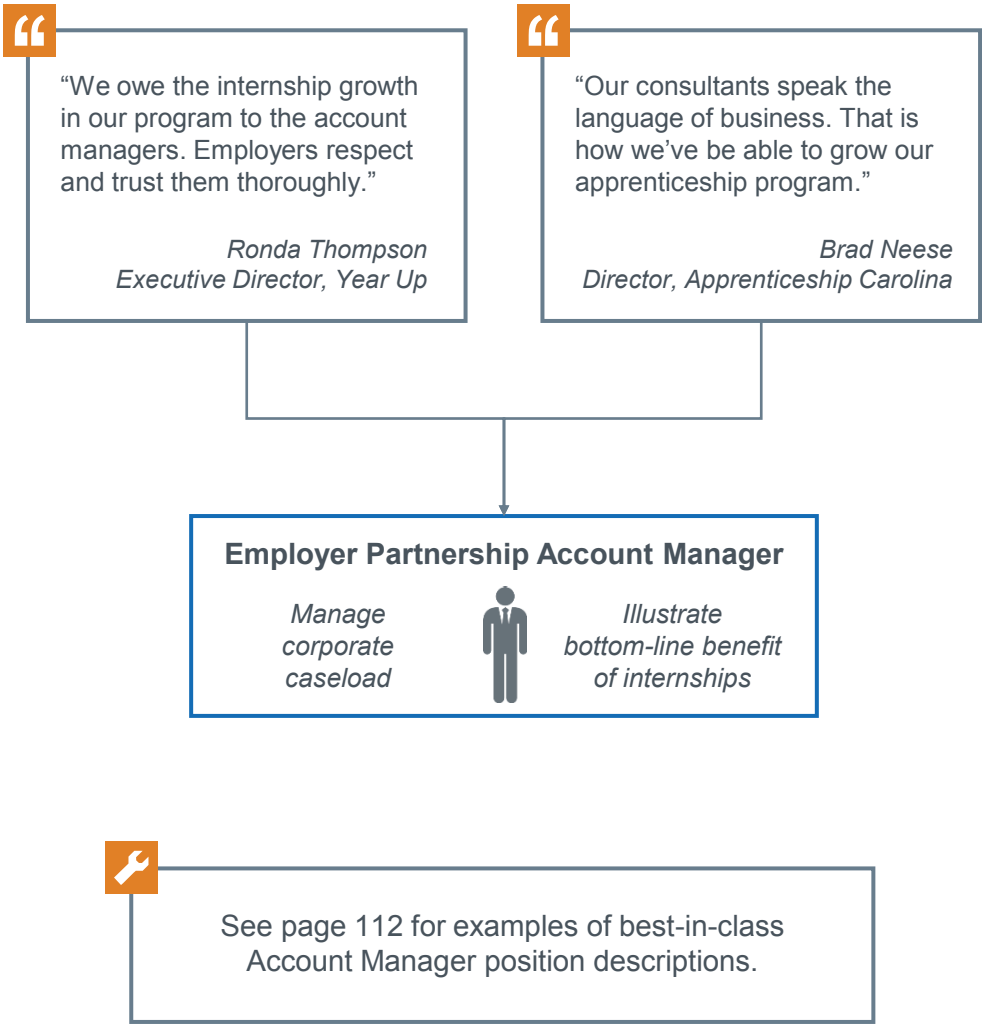 “We owe the internship growth
in our program to the account
managers. Employers respect
and trust them thoroughly.”
Ronda Thompson
Executive Director, Year Up
“Our consultants speak the
language of business. That is
how we’ve be able to grow our
apprenticeship program.”
Brad Neese
Director, Apprenticeship Carolina
Employer Partnership Account Manager
Manage
corporate
caseload
Illustrate
bottom-line benefit
of internships
See page 112 for examples of best-in-class
Account Manager position descriptions.